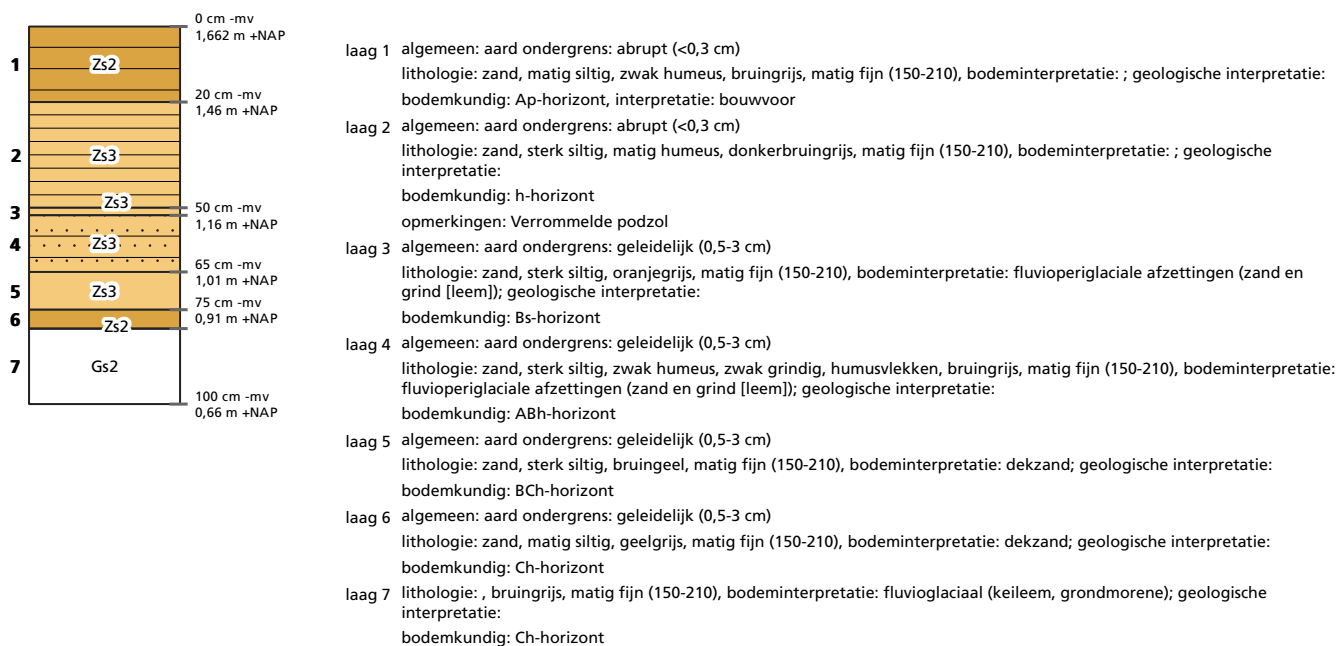 0 cm -mv
1,662 m +NAP
1
Zs2
20 cm -mv
1,46 m +NAP
2
Zs3
Zs3
50 cm -mv
1,16 m +NAP
3
4
Zs3
65 cm -mv
1,01 m +NAP
5
Zs3
75 cm -mv
0,91 m +NAP
6
Zs2
7
Gs2
100 cm -mv
0,66 m +NAP
laag 1 algemeen: aard ondergrens: abrupt (<0,3 cm)
lithologie: zand, matig siltig, zwak humeus, bruingrijs, matig fijn (150-210), bodeminterpretatie: ; geologische interpretatie:
bodemkundig: Ap-horizont, interpretatie: bouwvoor
laag 2 algemeen: aard ondergrens: abrupt (<0,3 cm)
lithologie: zand, sterk siltig, matig humeus, donkerbruingrijs, matig fijn (150-210), bodeminterpretatie: ; geologische
interpretatie:
bodemkundig: h-horizont
opmerkingen: Verrommelde podzol
laag 3 algemeen: aard ondergrens: geleidelijk (0,5-3 cm)
lithologie: zand, sterk siltig, oranjegrijs, matig fijn (150-210), bodeminterpretatie: fluvioperiglaciale afzettingen (zand en
grind [leem]); geologische interpretatie:
bodemkundig: Bs-horizont
laag 4 algemeen: aard ondergrens: geleidelijk (0,5-3 cm)
lithologie: zand, sterk siltig, zwak humeus, zwak grindig, humusvlekken, bruingrijs, matig fijn (150-210), bodeminterpretatie:
fluvioperiglaciale afzettingen (zand en grind [leem]); geologische interpretatie:
bodemkundig: ABh-horizont
laag 5 algemeen: aard ondergrens: geleidelijk (0,5-3 cm)
lithologie: zand, sterk siltig, bruingeel, matig fijn (150-210), bodeminterpretatie: dekzand; geologische interpretatie:
bodemkundig: BCh-horizont
laag 6 algemeen: aard ondergrens: geleidelijk (0,5-3 cm)
lithologie: zand, matig siltig, geelgrijs, matig fijn (150-210), bodeminterpretatie: dekzand; geologische interpretatie:
bodemkundig: Ch-horizont
laag 7 lithologie: , bruingrijs, matig fijn (150-210), bodeminterpretatie: fluvioglaciaal (keileem, grondmorene); geologische
interpretatie:
bodemkundig: Ch-horizont